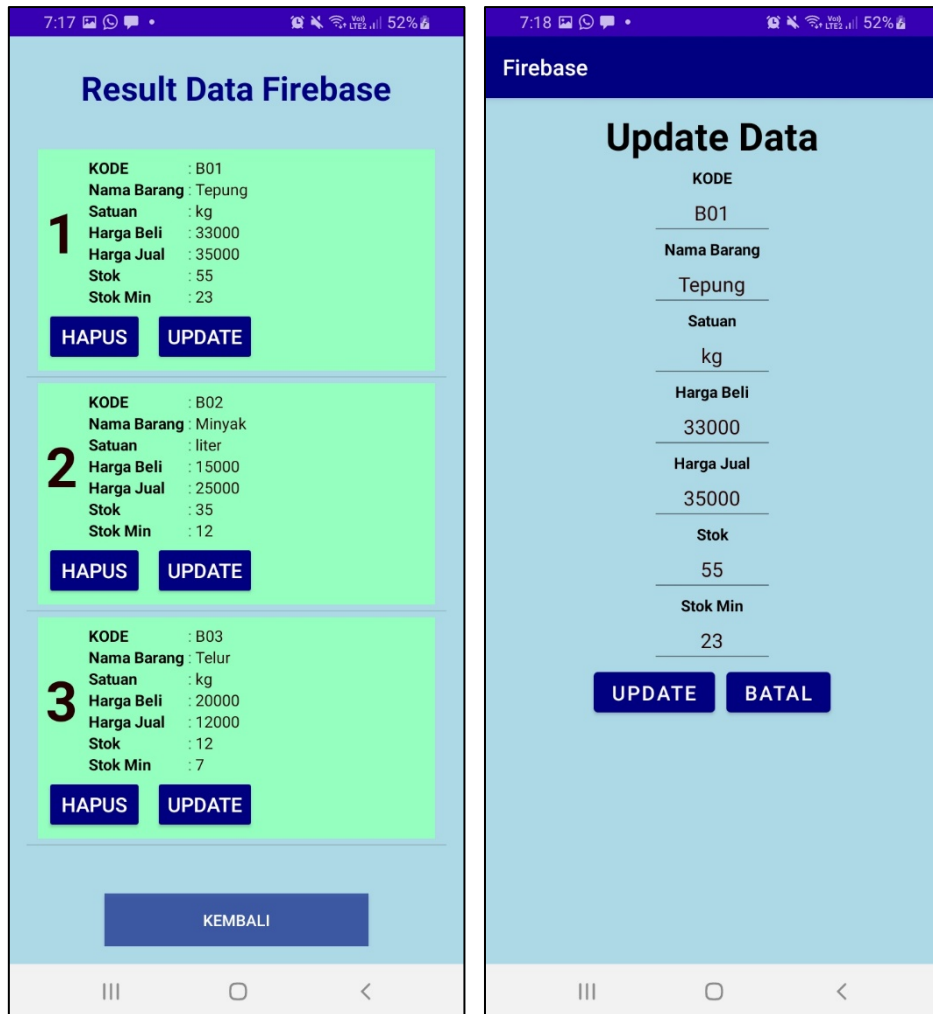 7:17
VoD LTE2 52%
Result Data Firebase
1
KODE : B01
Nama Barang : Tepung
Satuan : kg
Harga Beli : 33000
Harga Jual : 35000
Stok : 55
Stok Min : 23
HAPUS UPDATE
2
KODE : B02
Nama Barang : Minyak
Satuan : liter
Harga Beli : 15000
Harga Jual : 25000
Stok : 35
Stok Min : 12
HAPUS UPDATE
3
KODE : B03
Nama Barang : Telur
Satuan : kg
Harga Beli : 20000
Harga Jual : 12000
Stok : 12
Stok Min : 7
HAPUS UPDATE
KEMBALI
7:18
LTE2 52%
Firebase
Update Data
KODE
B01
Nama Barang
Tepung
Satuan
kg
Harga Beli
33000
Harga Jual
35000
Stok
55
Stok Min
23
UPDATE BATAL